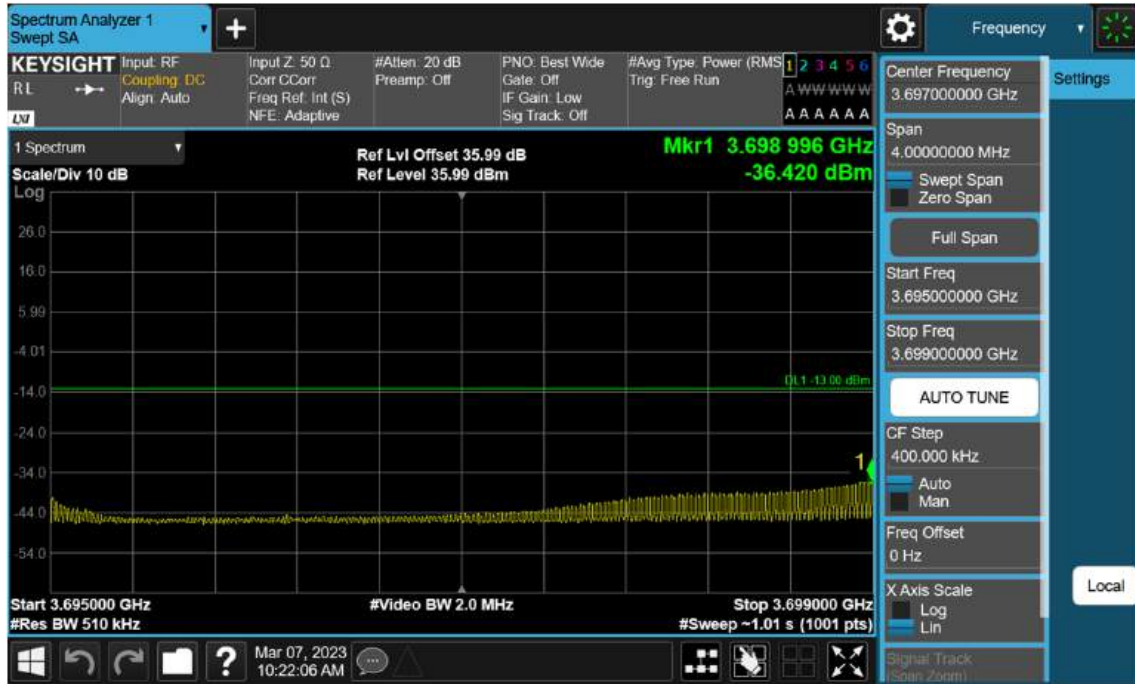 Spectrum Analyzer 1
Swept SA
Frequency
KEYSIGHT
RL
LXI
Input: RF
Coupling: DC
Align: Auto
Input Z: 50 Ω
Corr CCorr
Freq Ref: Int (S)
NFE: Adaptive
#Atten: 20 dB
Preamp: Off
PNO: Best Wide
Gate: Off
IF Gain: Low
Sig Track: Off
#Avg Type: Power (RMS
Trig: Free Run
1 2 3 4 5 6
A W W W W W
A A A A A A
1 Spectrum
Scale/Div 10 dB
Log
Ref Lvl Offset 35.99 dB
Ref Level 35.99 dBm
Mkr1 3.698 996 GHz
-36.420 dBm
26.0
16.0
5.99
-4.01
-14.0
-24.0
-34.0
-44.0
-54.0
DL1 -13.00 dBm
1
Start 3.695000 GHz
#Res BW 510 kHz
#Video BW 2.0 MHz
Stop 3.699000 GHz
#Sweep ~1.01 s (1001 pts)
Center Frequency
3.697000000 GHz
Span
4.00000000 MHz
Swept Span
Zero Span
Full Span
Start Freq
3.695000000 GHz
Stop Freq
3.699000000 GHz
AUTO TUNE
CF Step
400.000 kHz
Auto
Man
Freq Offset
0 Hz
X Axis Scale
Log
Lin
Signal Track
(Span Zoom)
Settings
Local
?
Mar 07, 2023
10:22:06 AM